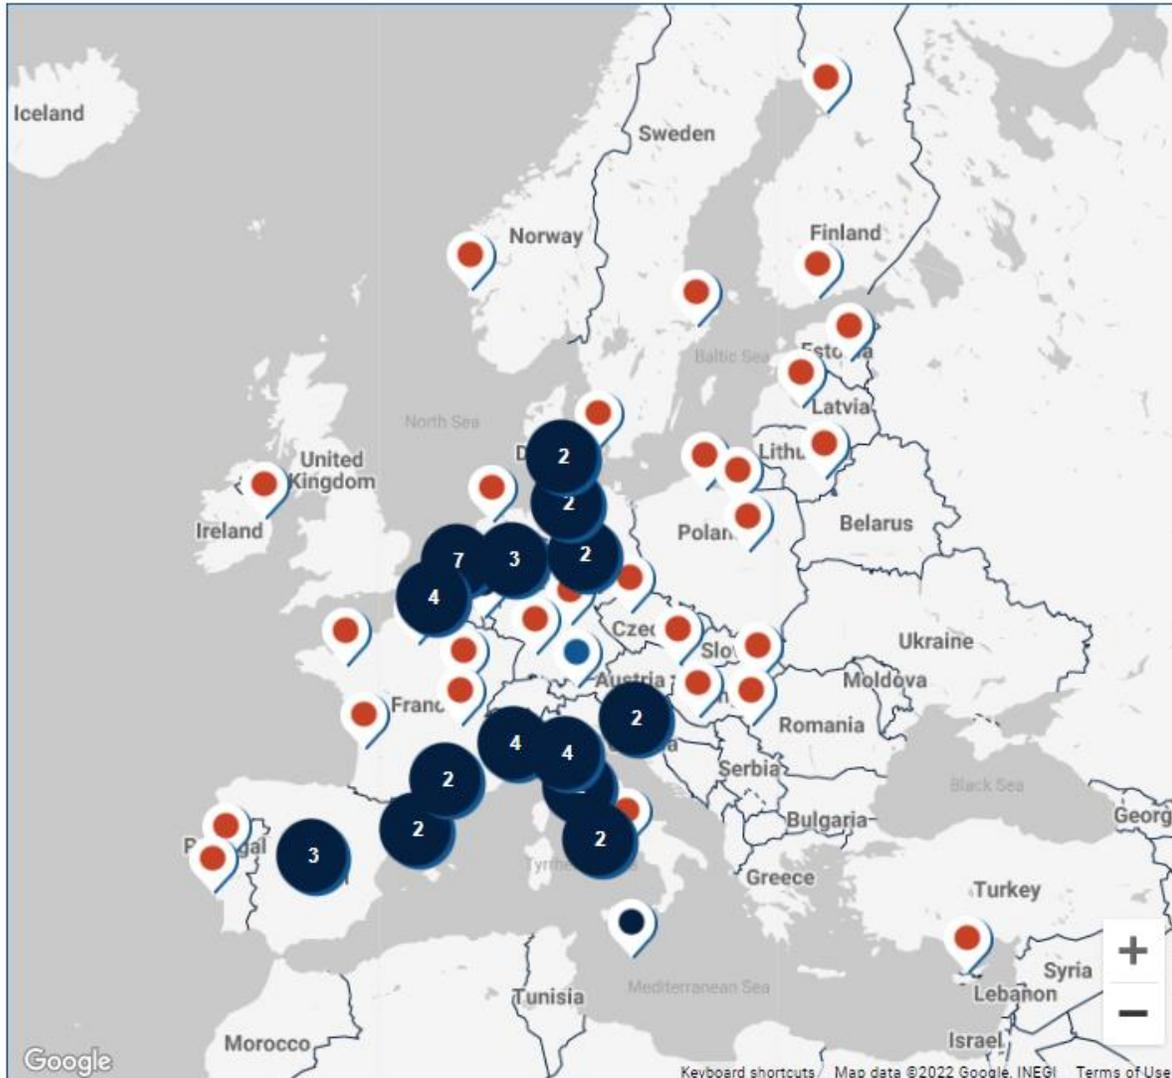 Iceland
Sweden
Finland
Norway
Baltic Sea
Latvia
North Sea
United
Kingdom
Ireland
Belarus
2
2
7
3
2
4
Ukraine
Austria
Moldova
Romania
2
4
4
Serbia
2
Black Sea
2
Bulgaria
3
2
Greece
Turkey
Mediterranean Sea
Syria
Lebanon
Tunisia
Israel
Morocco
+
−
Google
Keyboard shortcuts
Map data ©2022 Google, INEGI
Terms of Use